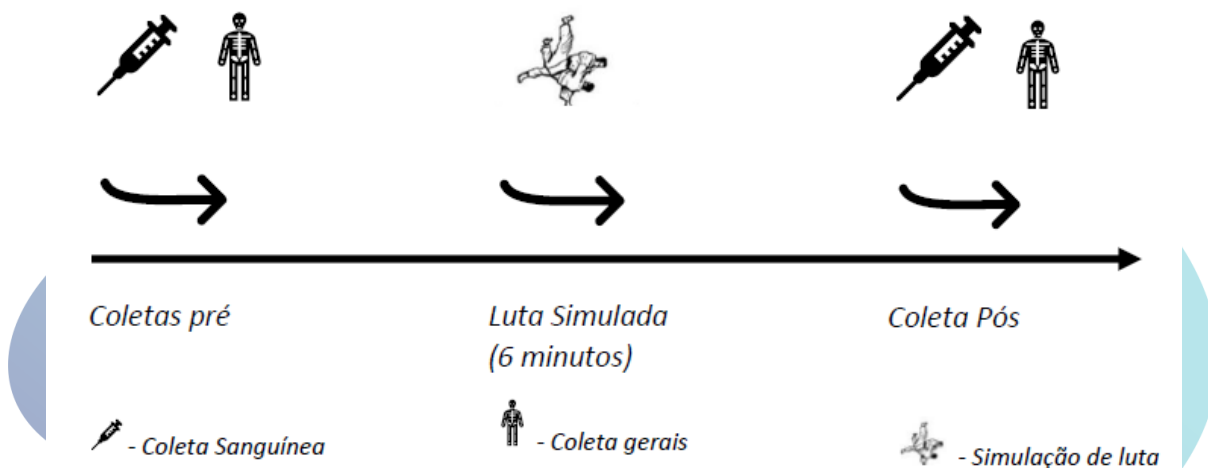 Coletas pré
Luta Simulada
(6 minutos)
Coleta Pós
- Coleta Sanguínea
- Coleta gerais
- Simulação de luta